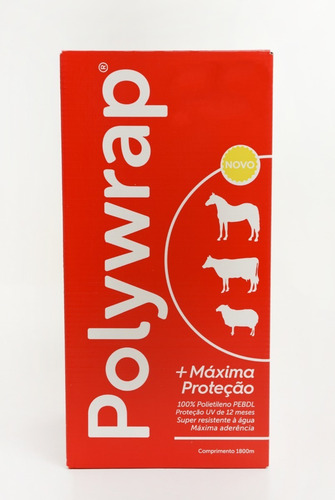 Polywrap®
NOVO
+ Máxima
Proteção
100% Polietileno PEBDL
Proteção UV de 12 meses
Super resistente à água
Máxima aderência
Comprimento 1800m